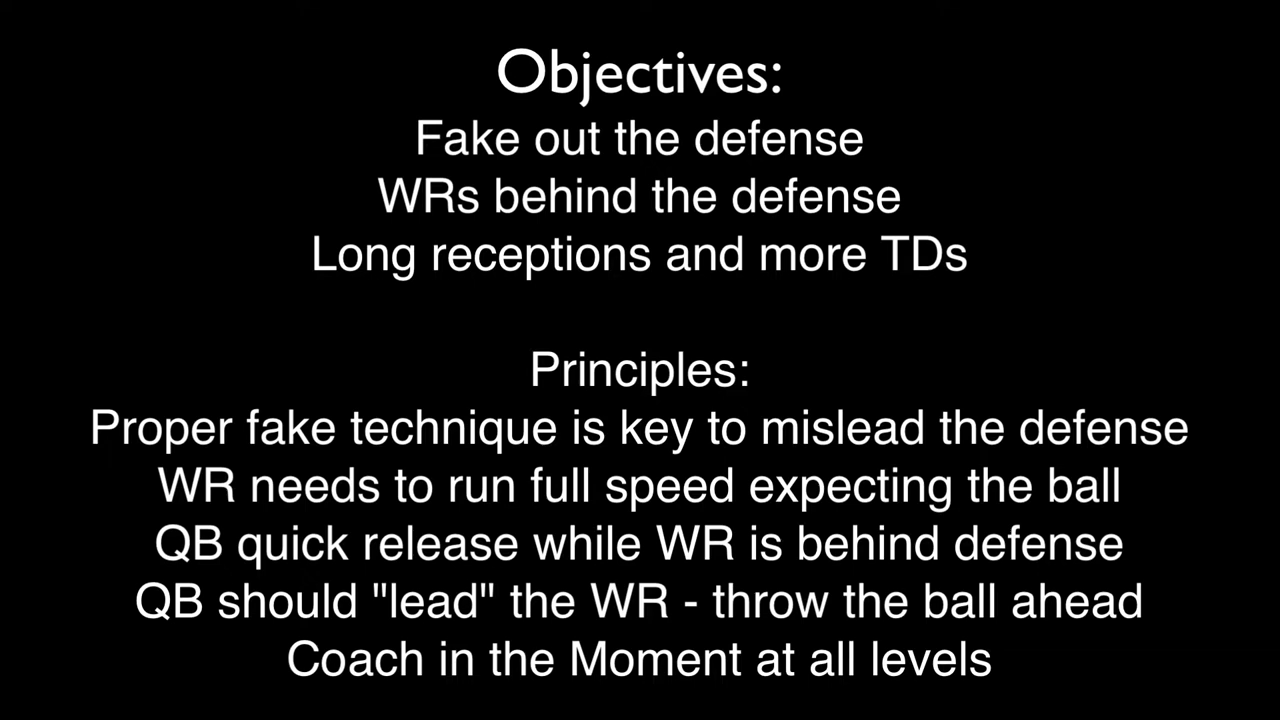 Objectives:
Fake out the defense
WRs behind the defense
Long receptions and more TDs
Principles:
Proper fake technique is key to mislead the defense
WR needs to run full speed expecting the ball
QB quick release while WR is behind defense
QB should "lead" the WR - throw the ball ahead
Coach in the Moment at all levels